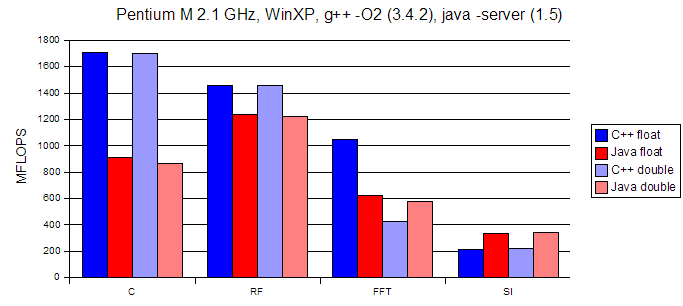 Pentium M 2.1 GHz, WinXP, g++ -O2 (3.4.2), java -server (1.5)
1800
1600
1400
1200
1000
800
600
400
200
0
MFLOPS
C RF FFT SI
C++ float
Java float
C++ double
Java double